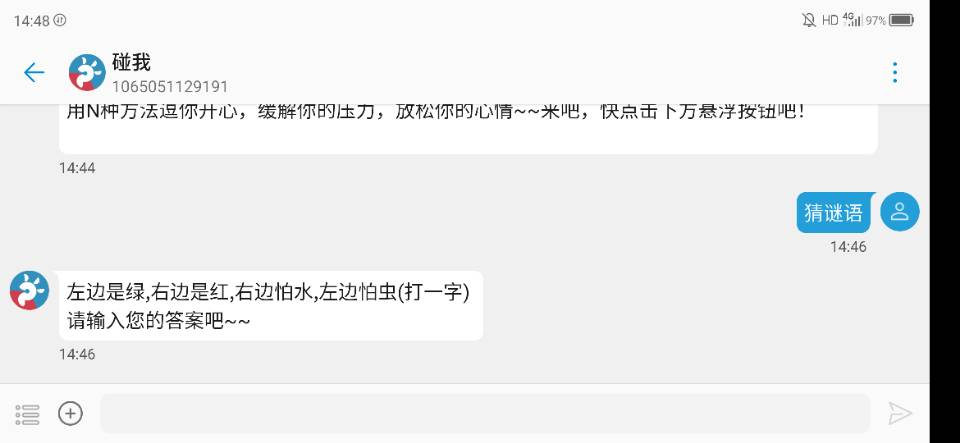 14:48
HD 4G 97%
碰我
1065051129191
用N种方法逗你开心，缓解你的压力，放松你的心情~~来吧，快点击下方悬浮按钮吧！
14:44
猜谜语
14:46
左边是绿,右边是红,右边怕水,左边怕虫(打一字)
请输入您的答案吧~~
14:46